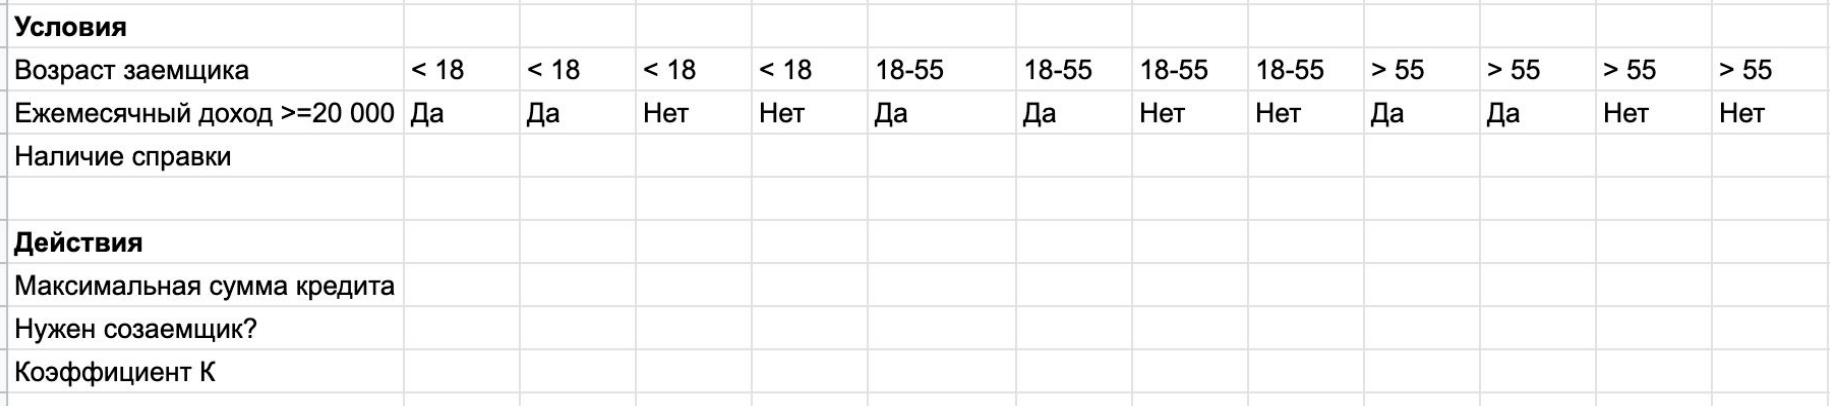 Условия
Возраст заемщика < 18 < 18 < 18 < 18 18-55 18-55 18-55 18-55 > 55 > 55 > 55 > 55
Ежемесячный доход >=20 000 Да Да Нет Нет Да Да Нет Нет Да Да Нет Нет
Наличие справки
Действия
Максимальная сумма кредита
Нужен созаемщик?
Коэффициент К